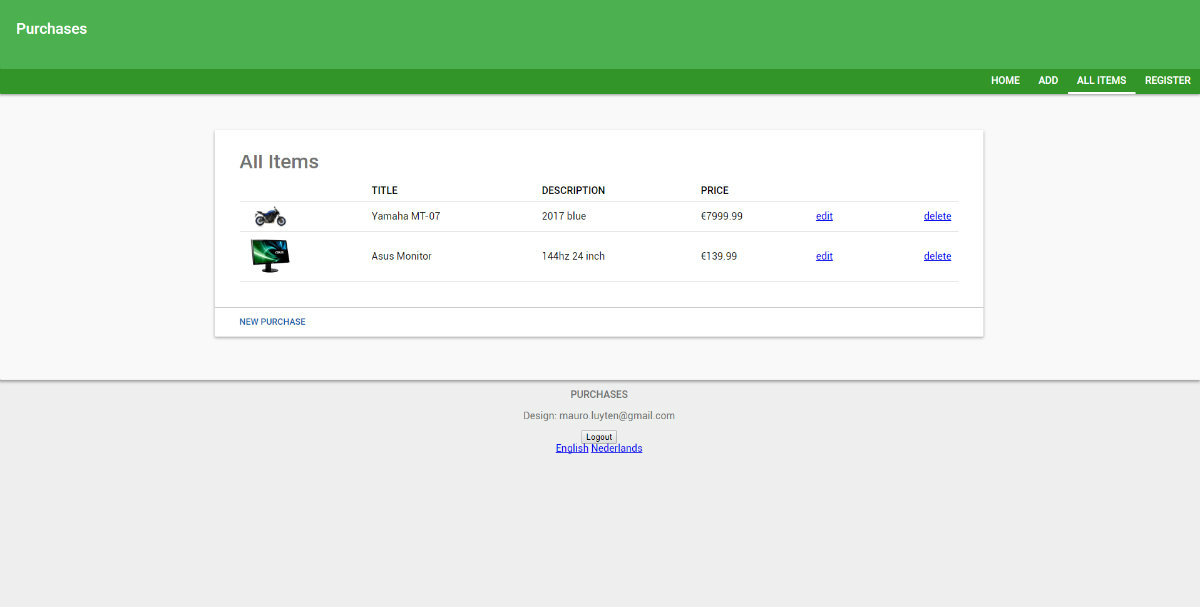 Purchases
HOME ADD ALL ITEMS REGISTER
All Items
TITLE DESCRIPTION PRICE
Yamaha MT-07 2017 blue €7999.99 edit delete
Asus Monitor 144hz 24 inch €139.99 edit delete
NEW PURCHASE
PURCHASES
Design: mauro.luyten@gmail.com
Logout
English Nederlands